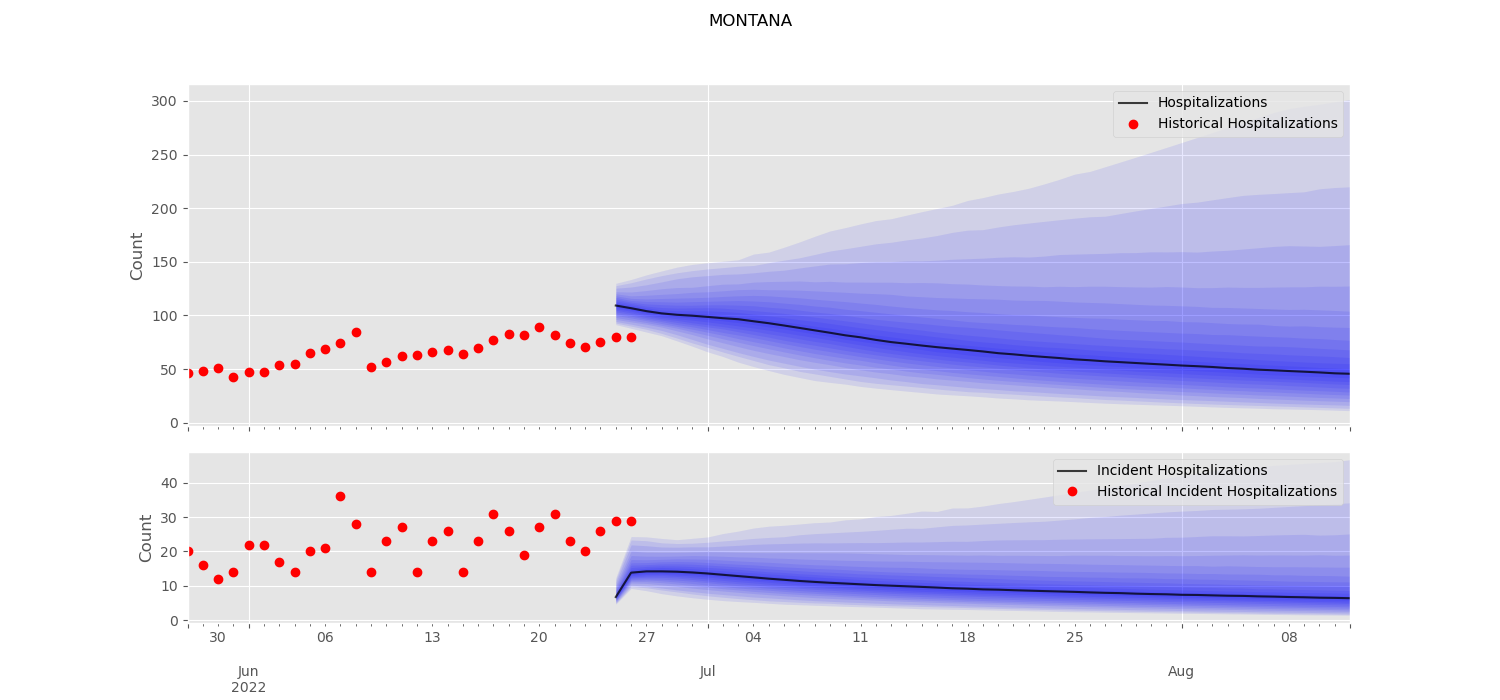 MONTANA
300
250
200
150
100
50
0
Count
Hospitalizations
Historical Hospitalizations
40
30
20
10
0
Count
Incident Hospitalizations
Historical Incident Hospitalizations
30 06 13 20 27 04 11 18 25 08
Jun Jul Aug
2022